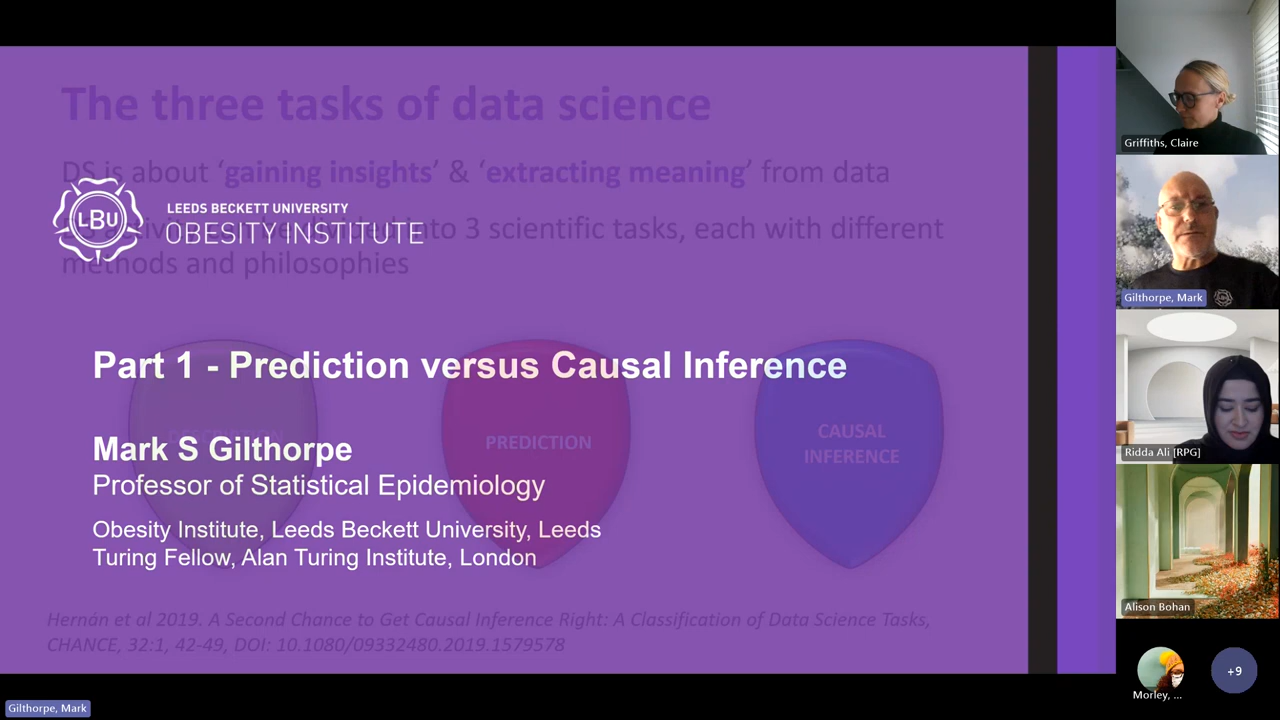 The three tasks of data science
DS is about ‘gaining insights’ & ‘extracting meaning’ from data
LBU
LEEDS BECKETT UNIVERSITY
OBESITY INSTITUTE
into 3 scientific tasks, each with different
methods and philosophies
Part 1 - Prediction versus Causal Inference
PREDICTION
CAUSAL
INFERENCE
Mark S Gilthorpe
Professor of Statistical Epidemiology
Obesity Institute, Leeds Beckett University, Leeds
Turing Fellow, Alan Turing Institute, London
Hernán et al 2019. A Second Chance to Get Causal Inference Right: A Classification of Data Science Tasks,
CHANCE, 32:1, 42-49, DOI: 10.1080/09332480.2019.1579578
Gilthorpe, Mark
Griffiths, Claire
Gilthorpe, Mark
Ridda Ali [RPG]
Alison Bohan
Morley, ...
+9